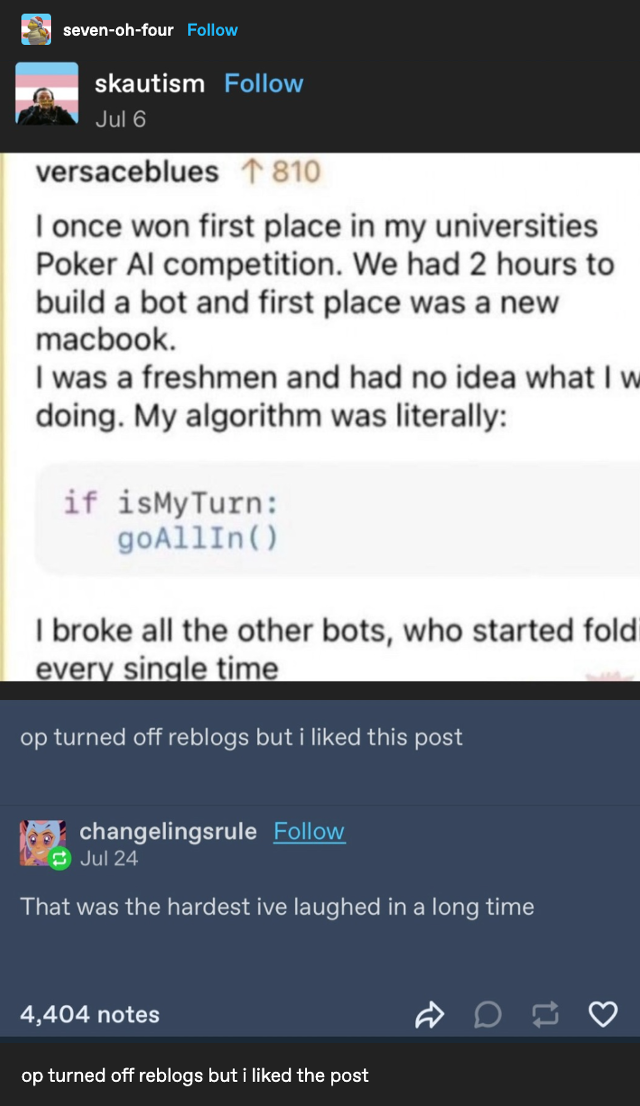 seven-oh-four Follow
skautism Follow
Jul 6
versaceblues ↑ 810
I once won first place in my universities
Poker AI competition. We had 2 hours to
build a bot and first place was a new
macbook.
I was a freshmen and had no idea what I w
doing. My algorithm was literally:
if isMyTurn:
goAllIn()
I broke all the other bots, who started foldi
every single time
op turned off reblogs but i liked this post
changelingsrule Follow
Jul 24
That was the hardest ive laughed in a long time
4,404 notes
op turned off reblogs but i liked the post